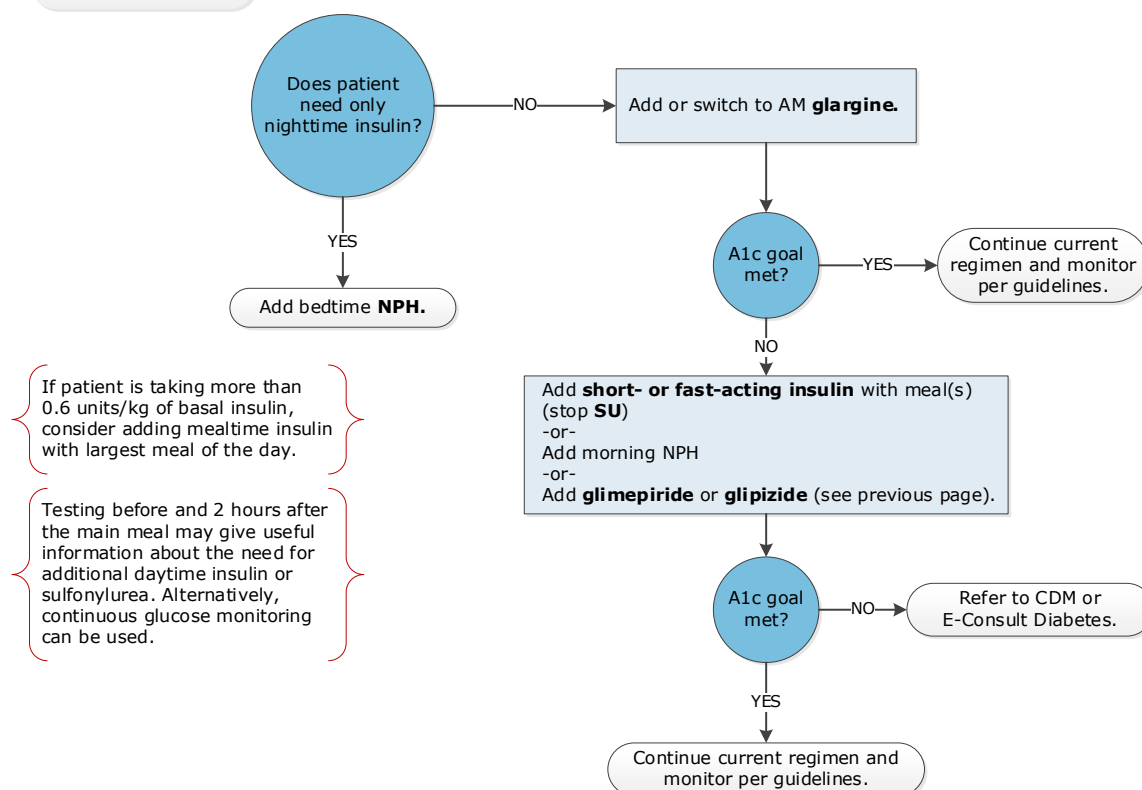 Does patient
need only
nighttime insulin?
NO
Add or switch to AM glargine.
YES
Add bedtime NPH.
A1c goal
met?
YES
Continue current
regimen and monitor
per guidelines.
NO
If patient is taking more than
0.6 units/kg of basal insulin,
consider adding mealtime insulin
with largest meal of the day.
Add short- or fast-acting insulin with meal(s)
(stop SU)
-or-
Add morning NPH
-or-
Add glimepiride or glipizide (see previous page).
Testing before and 2 hours after
the main meal may give useful
information about the need for
additional daytime insulin or
sulfonylurea. Alternatively,
continuous glucose monitoring
can be used.
A1c goal
met?
NO
Refer to CDM or
E-Consult Diabetes.
YES
Continue current regimen and
monitor per guidelines.